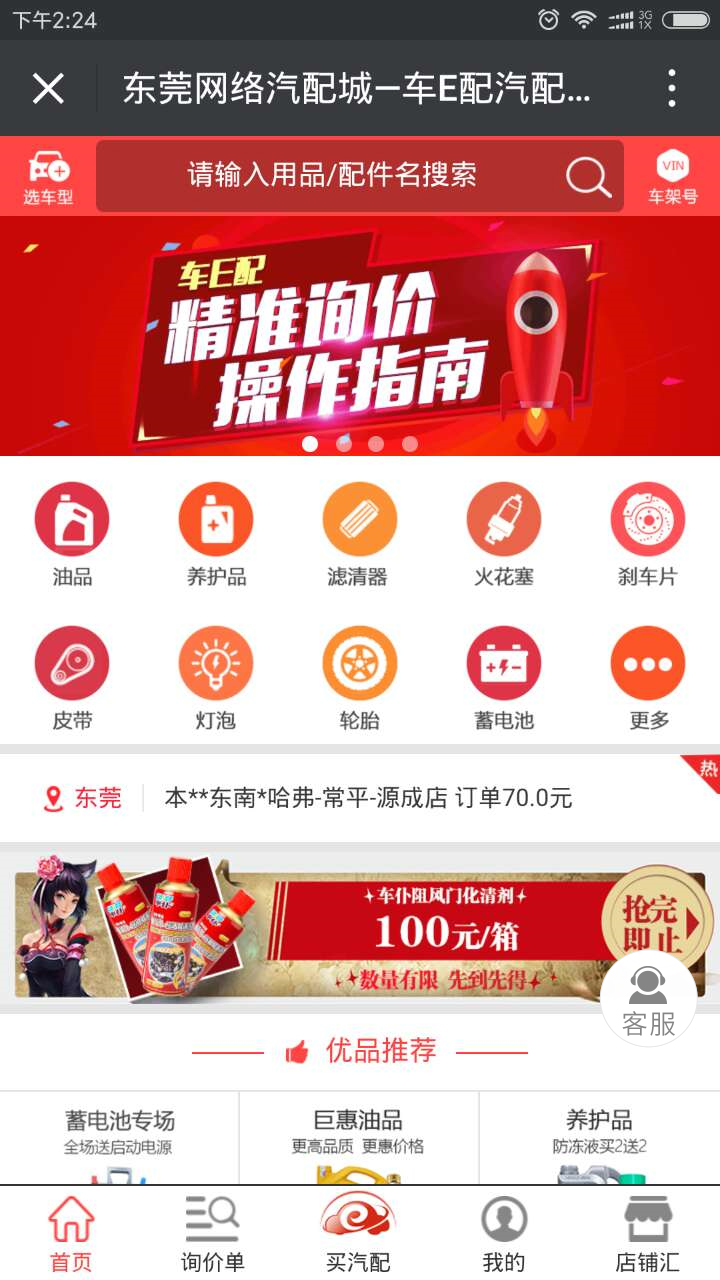 下午2:24
3G
1X
东莞网络汽配城—车E配汽配...
选车型
请输入用品/配件名搜索
VIN
车架号
车E配
精准询价
操作指南
油品
养护品
滤清器
火花塞
刹车片
皮带
灯泡
轮胎
蓄电池
更多
热
东莞
本**东南*哈弗-常平-源成店 订单70.0元
车仆阻风门化清剂
100元/箱
数量有限 先到先得
抢完
即止
客服
优品推荐
蓄电池专场
全场送启动电源
巨惠油品
更高品质 更惠价格
养护品
防冻液买2送2
首页
询价单
买汽配
我的
店铺汇